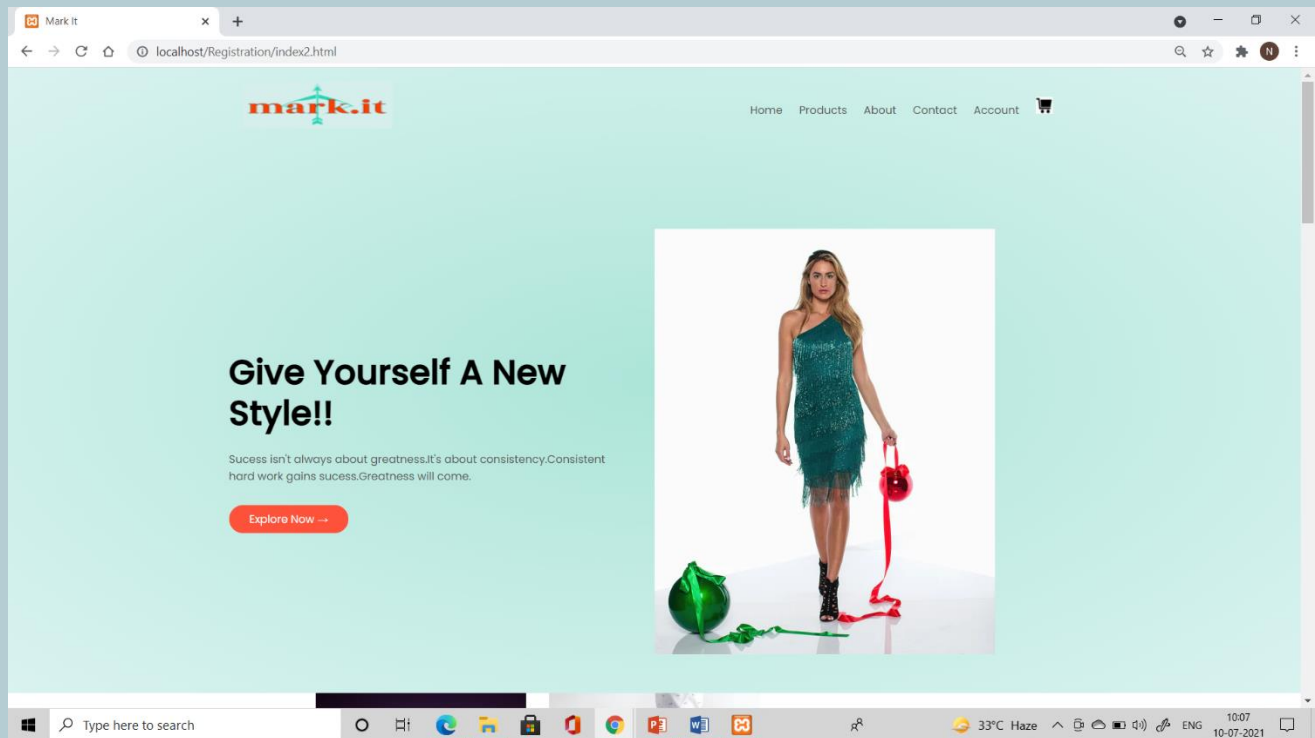 Mark It
localhost/Registration/index2.html
N
mark.it
Home Products About Contact Account
Give Yourself A New
Style!!
Sucess isn't always about greatness.It's about consistency.Consistent
hard work gains sucess.Greatness will come.
Explore Now →
Type here to search
33°C Haze
ENG
10:07
10-07-2021